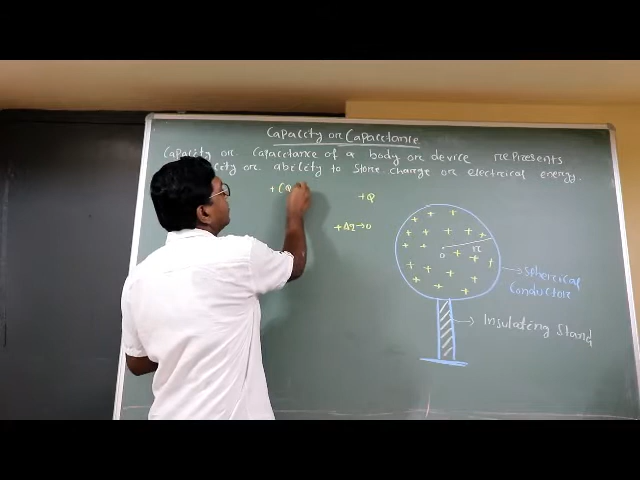 Capacity or Capacitance
Capacity or Capacitance of a body or device represents
or ability to store charge or electrical energy.
+(Q
+Q
+Δq→0
O
r
Spherical
Conductor
Insulating Stand